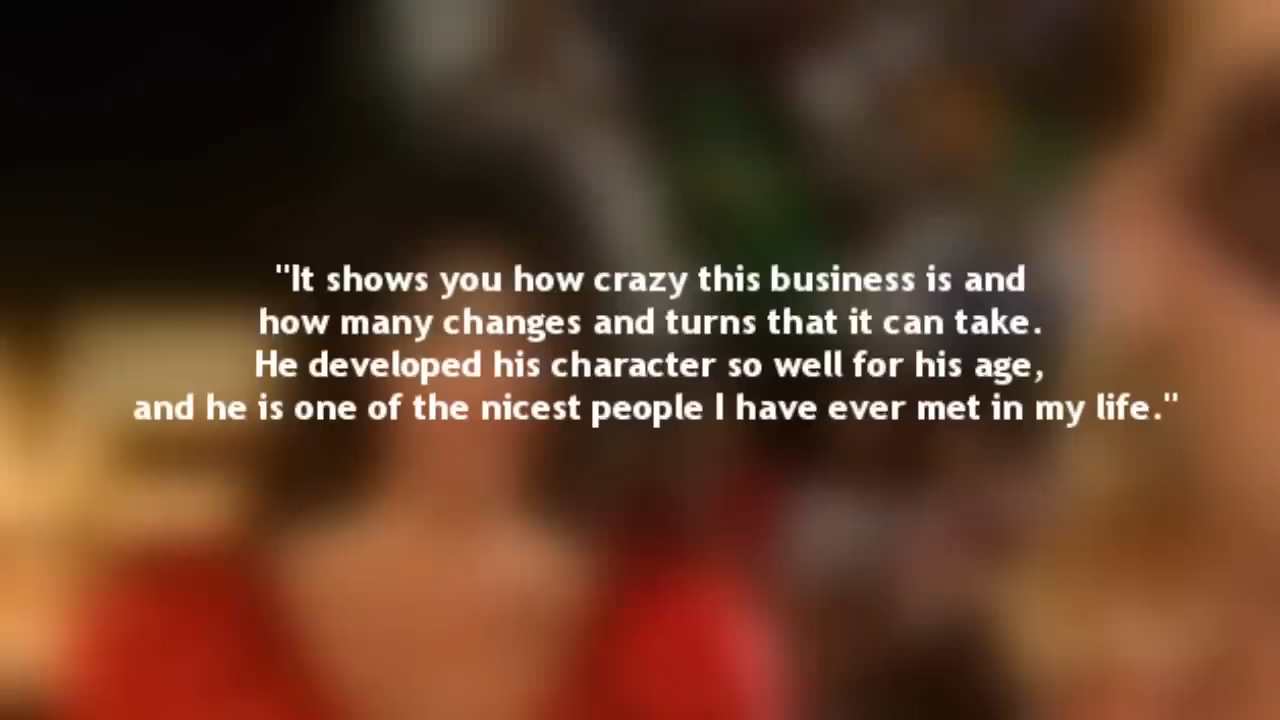 "It shows you how crazy this business is and
how many changes and turns that it can take.
He developed his character so well for his age,
and he is one of the nicest people I have ever met in my life."